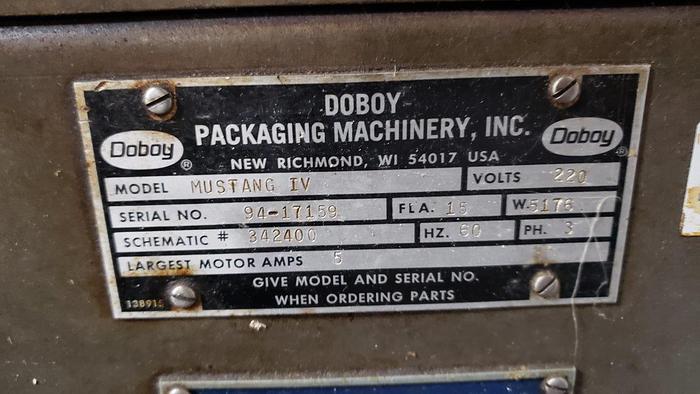 DOBOY
PACKAGING MACHINERY, INC.
Doboy ® Doboy ®
NEW RICHMOND, WI 54017 USA
MODEL MUSTANG IV VOLTS 220
SERIAL NO. 94-17159 FLA. 15 W. 5176
SCHEMATIC # 342400 HZ. 60 PH. 3
LARGEST MOTOR AMPS 5
GIVE MODEL AND SERIAL NO.
WHEN ORDERING PARTS